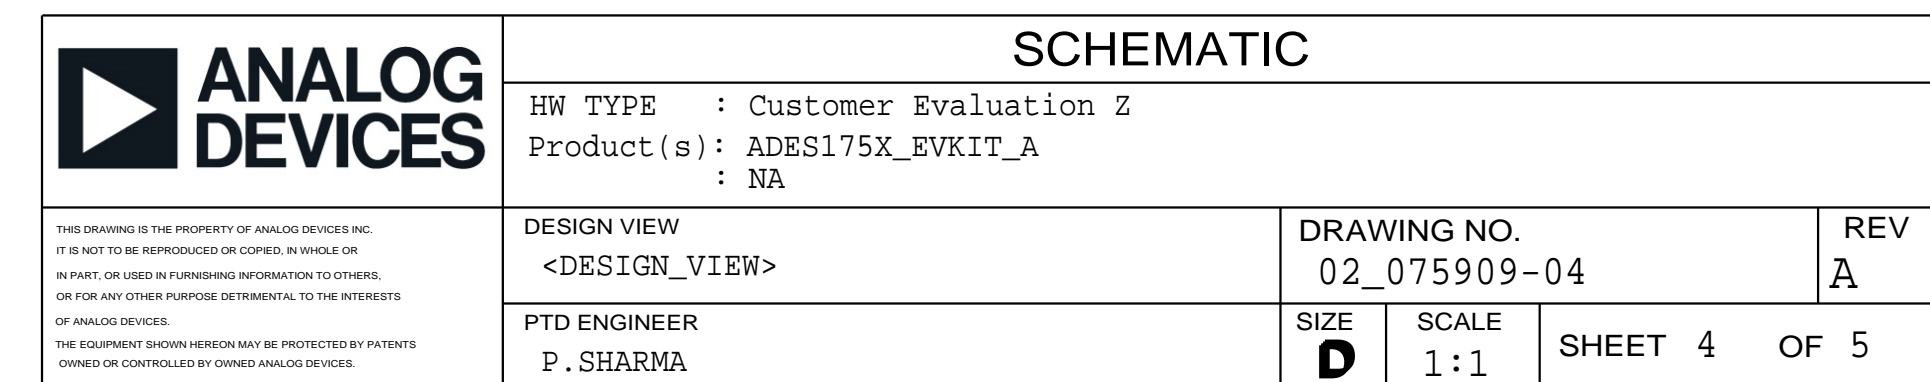 ANALOG
DEVICES
SCHEMATIC
HW TYPE : Customer Evaluation Z
Product(s): ADES175X_EVKIT_A
: NA
THIS DRAWING IS THE PROPERTY OF ANALOG DEVICES INC.
IT IS NOT TO BE REPRODUCED OR COPIED, IN WHOLE OR
IN PART, OR USED IN FURNISHING INFORMATION TO OTHERS,
OR FOR ANY OTHER PURPOSE DETRIMENTAL TO THE INTERESTS
OF ANALOG DEVICES.
THE EQUIPMENT SHOWN HEREON MAY BE PROTECTED BY PATENTS
OWNED OR CONTROLLED BY OWNED ANALOG DEVICES.
DESIGN VIEW
<DESIGN_VIEW>
DRAWING NO.
02_075909-04
REV
A
PTD ENGINEER
P.SHARMA
SIZE
D
SCALE
1:1
SHEET 4 OF 5